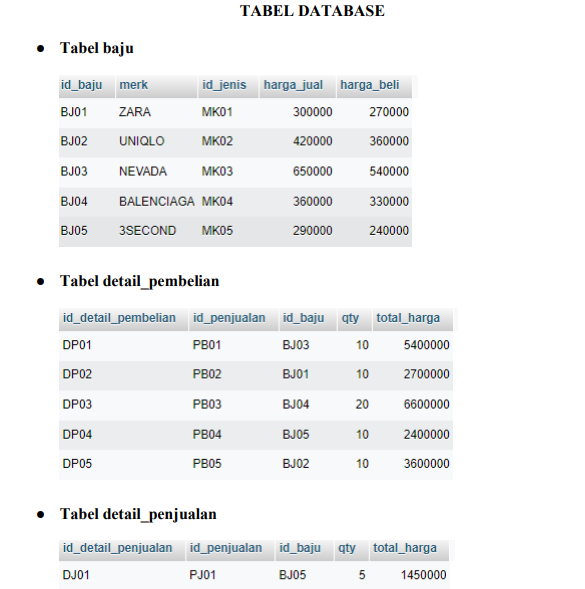 TABEL DATABASE
● Tabel baju
id_baju merk id_jenis harga_jual harga_beli
BJ01 ZARA MK01 300000 270000
BJ02 UNIQLO MK02 420000 360000
BJ03 NEVADA MK03 650000 540000
BJ04 BALENCIAGA MK04 360000 330000
BJ05 3SECOND MK05 290000 240000
● Tabel detail_pembelian
id_detail_pembelian id_penjualan id_baju qty total_harga
DP01 PB01 BJ03 10 5400000
DP02 PB02 BJ01 10 2700000
DP03 PB03 BJ04 20 6600000
DP04 PB04 BJ05 10 2400000
DP05 PB05 BJ02 10 3600000
● Tabel detail_penjualan
id_detail_penjualan id_penjualan id_baju qty total_harga
DJ01 PJ01 BJ05 5 1450000